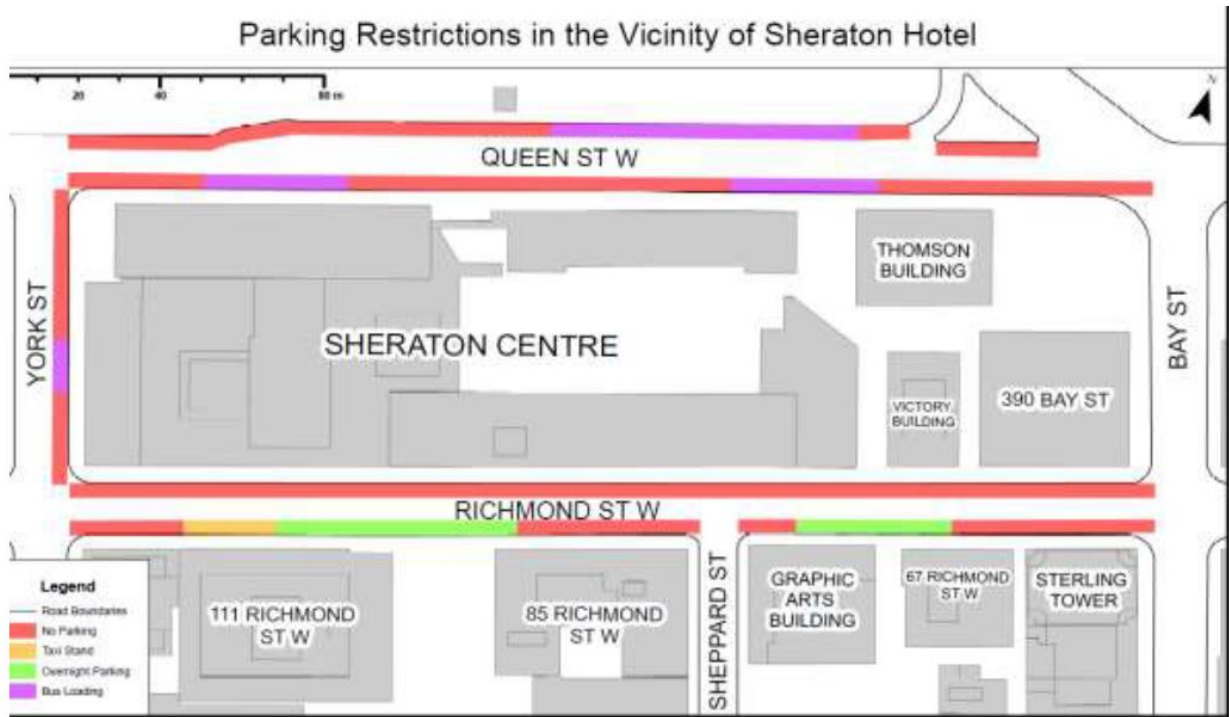 Parking Restrictions in the Vicinity of Sheraton Hotel
20 40 80 m
N
QUEEN ST W
THOMSON
BUILDING
YORK ST
SHERATON CENTRE
BAY ST
VICTORY
BUILDING
390 BAY ST
RICHMOND ST W
SHEPPARD ST
111 RICHMOND
ST W
85 RICHMOND
ST W
GRAPHIC
ARTS
BUILDING
67 RICHMOND
ST W
STERLING
TOWER
Legend
Road Boundaries
No Parking
Taxi Stand
Overnight Parking
Bus Loading